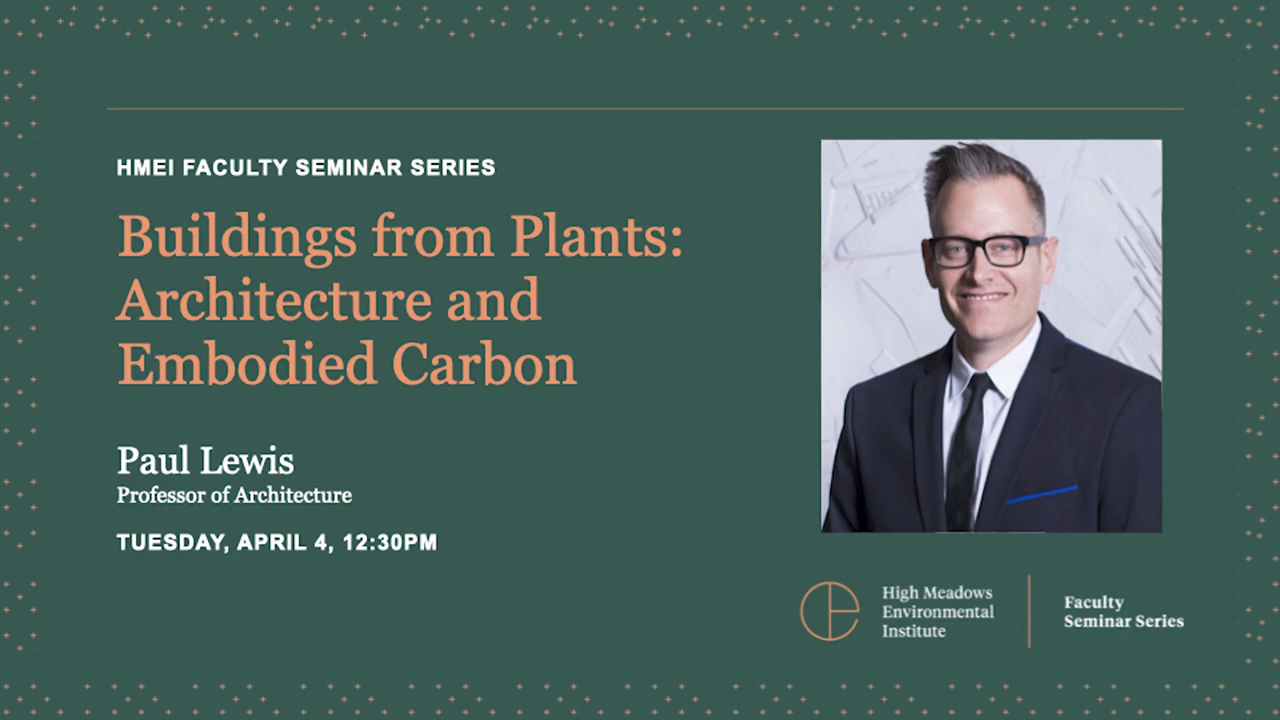 HMEI FACULTY SEMINAR SERIES
Buildings from Plants:
Architecture and
Embodied Carbon
Paul Lewis
Professor of Architecture
TUESDAY, APRIL 4, 12:30PM
High Meadows
Environmental
Institute
Faculty
Seminar Series